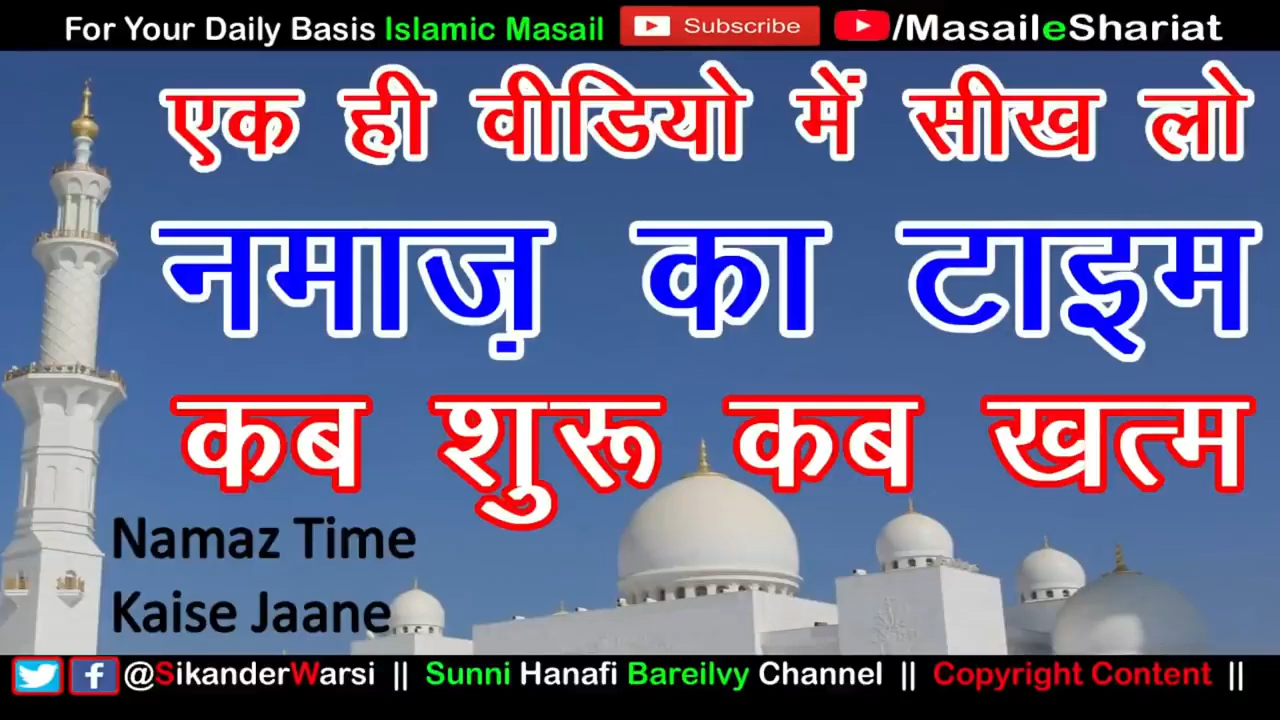 For Your Daily Basis Islamic Masail Subscribe /MasaileShariat
एक ही वीडियो में सीख लो
नमाज़ का टाइम
कब शुरू कब खत्म
Namaz Time
Kaise Jaane
@SikanderWarsi || Sunni Hanafi Bareilvy Channel || Copyright Content ||